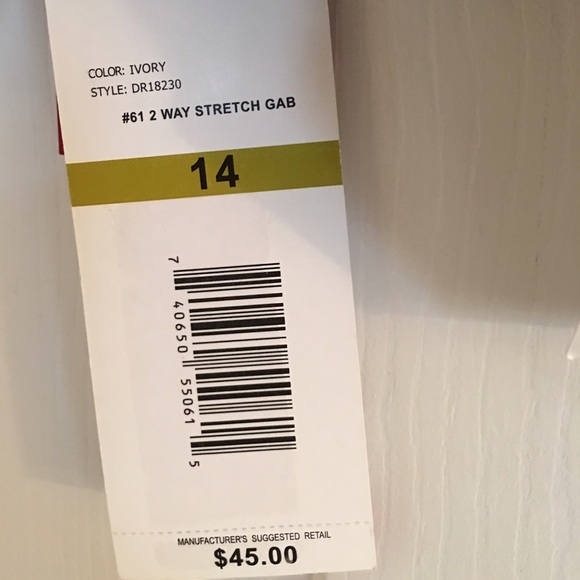 COLOR: IVORY
STYLE: DR18230
#61 2 WAY STRETCH GAB
14
7 40650 55061 5
MANUFACTURER'S SUGGESTED RETAIL
$45.00